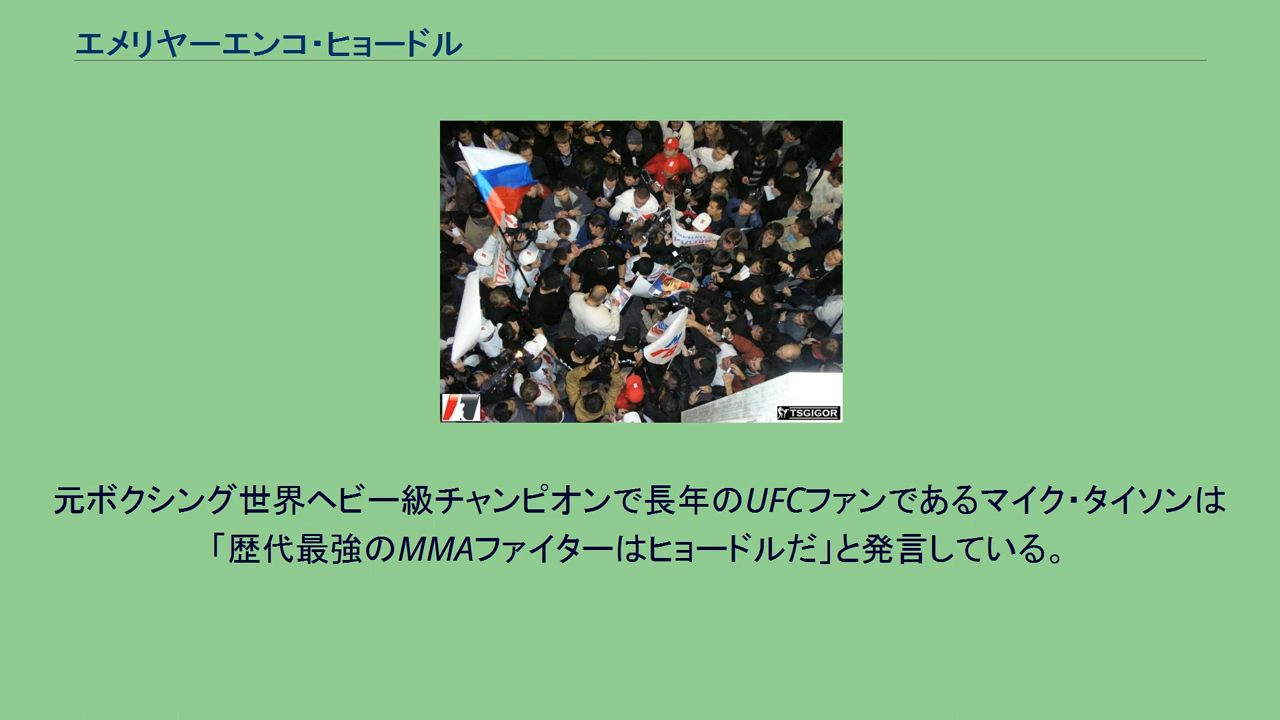 エメリヤーエンコ・ヒョードル
TSGIGOR
元ボクシング世界ヘビー級チャンピオンで長年のUFCファンであるマイク・タイソンは
「歴代最強のMMAファイターはヒョードルだ」と発言している。